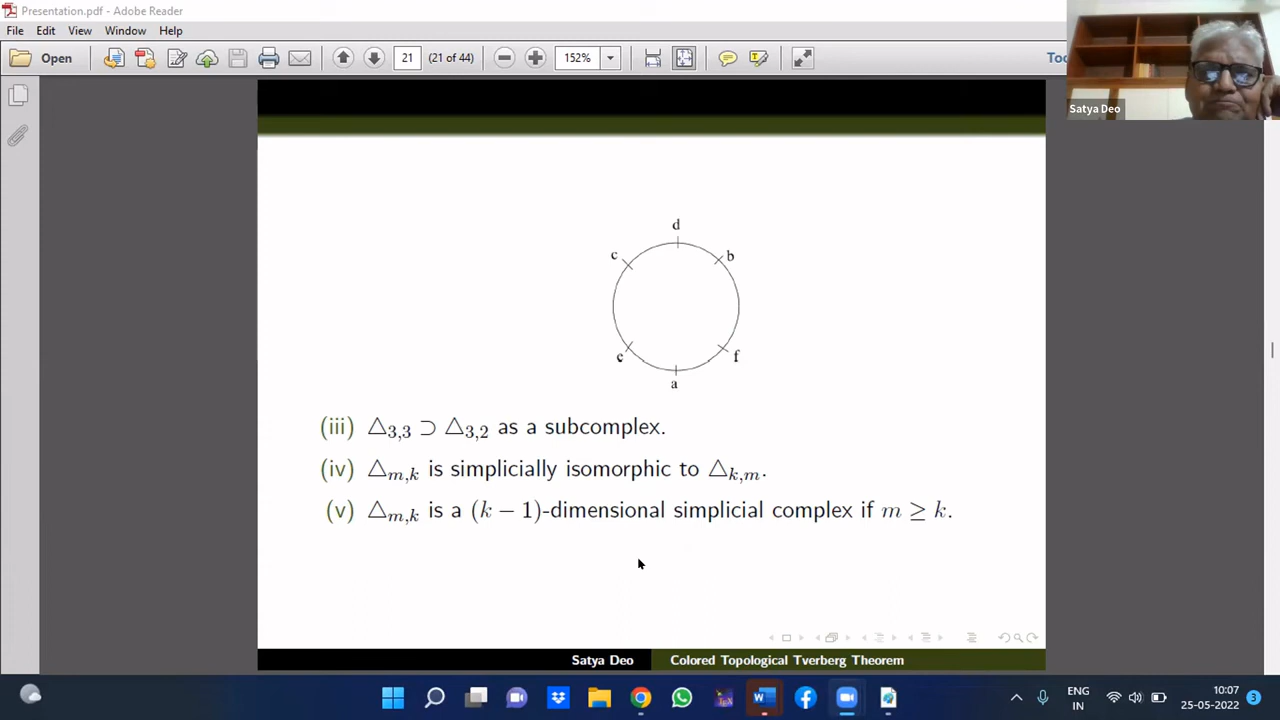 Presentation.pdf - Adobe Reader
File Edit View Window Help
Open 21 (21 of 44) 152% Too
Satya Deo
d
c b
e f
a
(iii) △3,3 ⊃ △3,2 as a subcomplex.
(iv) △m,k is simplicially isomorphic to △k,m.
(v) △m,k is a (k − 1)-dimensional simplicial complex if m ≥ k.
Satya Deo Colored Topological Tverberg Theorem
ENG 10:07
IN 25-05-2022 3